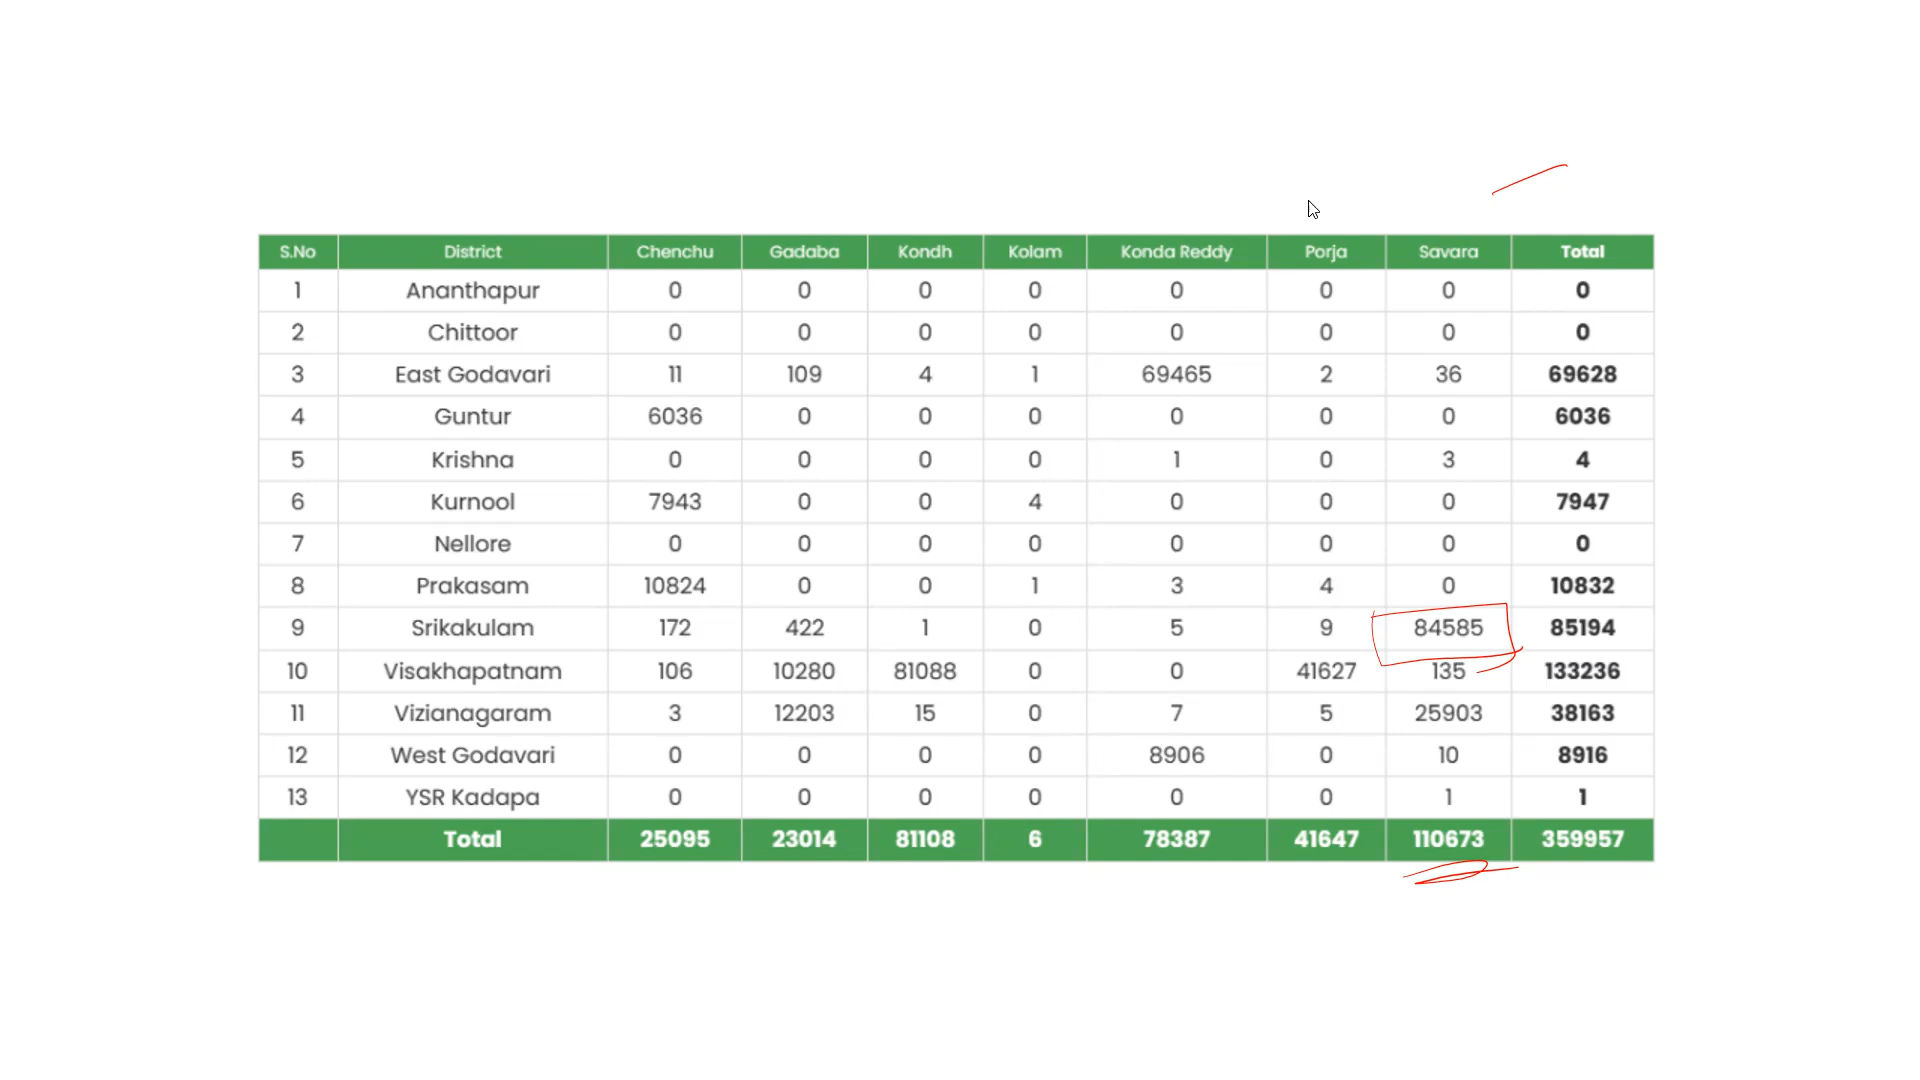 S.No District Chenchu Gadaba Kondh Kolam Konda Reddy Porja Savara Total
1 Ananthapur 0 0 0 0 0 0 0 0
2 Chittoor 0 0 0 0 0 0 0 0
3 East Godavari 11 109 4 1 69465 2 36 69628
4 Guntur 6036 0 0 0 0 0 0 6036
5 Krishna 0 0 0 0 1 0 3 4
6 Kurnool 7943 0 0 4 0 0 0 7947
7 Nellore 0 0 0 0 0 0 0 0
8 Prakasam 10824 0 0 1 3 4 0 10832
9 Srikakulam 172 422 1 0 5 9 84585 85194
10 Visakhapatnam 106 10280 81088 0 0 41627 135 133236
11 Vizianagaram 3 12203 15 0 7 5 25903 38163
12 West Godavari 0 0 0 0 8906 0 10 8916
13 YSR Kadapa 0 0 0 0 0 0 1 1
Total 25095 23014 81108 6 78387 41647 110673 359957